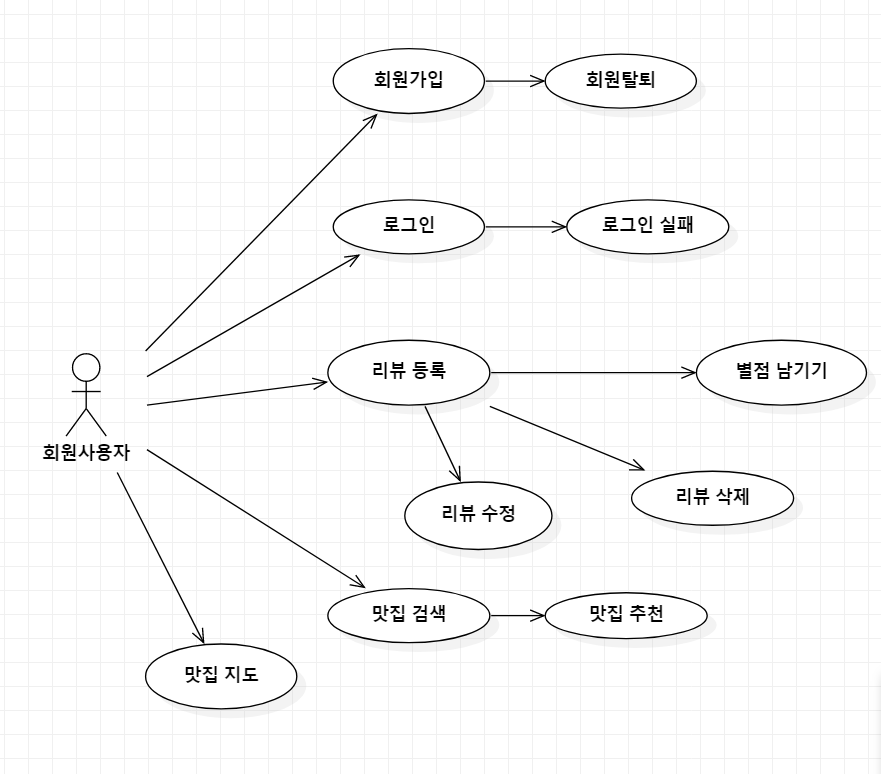 회원가입
회원탈퇴
로그인
로그인 실패
회원사용자
리뷰 등록
별점 남기기
리뷰 수정
리뷰 삭제
맛집 검색
맛집 추천
맛집 지도